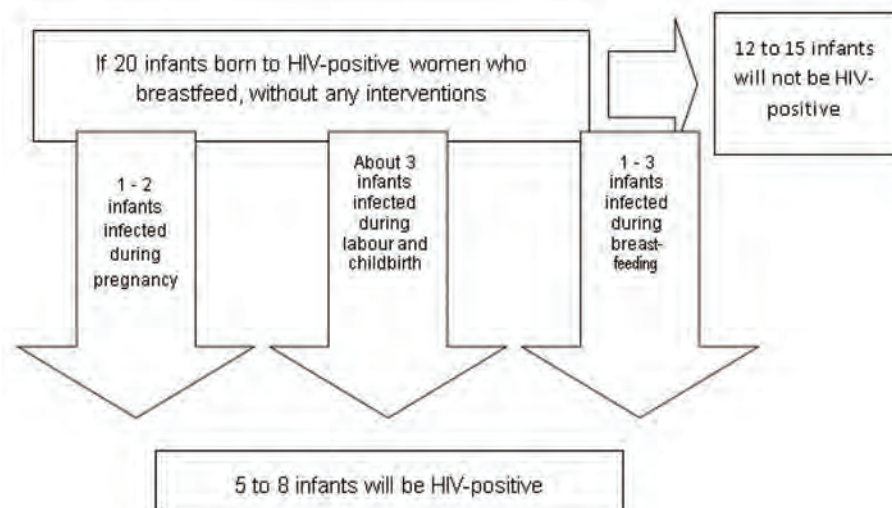 If 20 infants born to HIV-positive women who
breastfeed, without any interventions
12 to 15 infants
will not be HIV-
positive
1 - 2
infants
infected
during
pregnancy
About 3
infants
infected
during
labour and
childbirth
1 - 3
infants
infected
during
breast-
feeding
5 to 8 infants will be HIV-positive